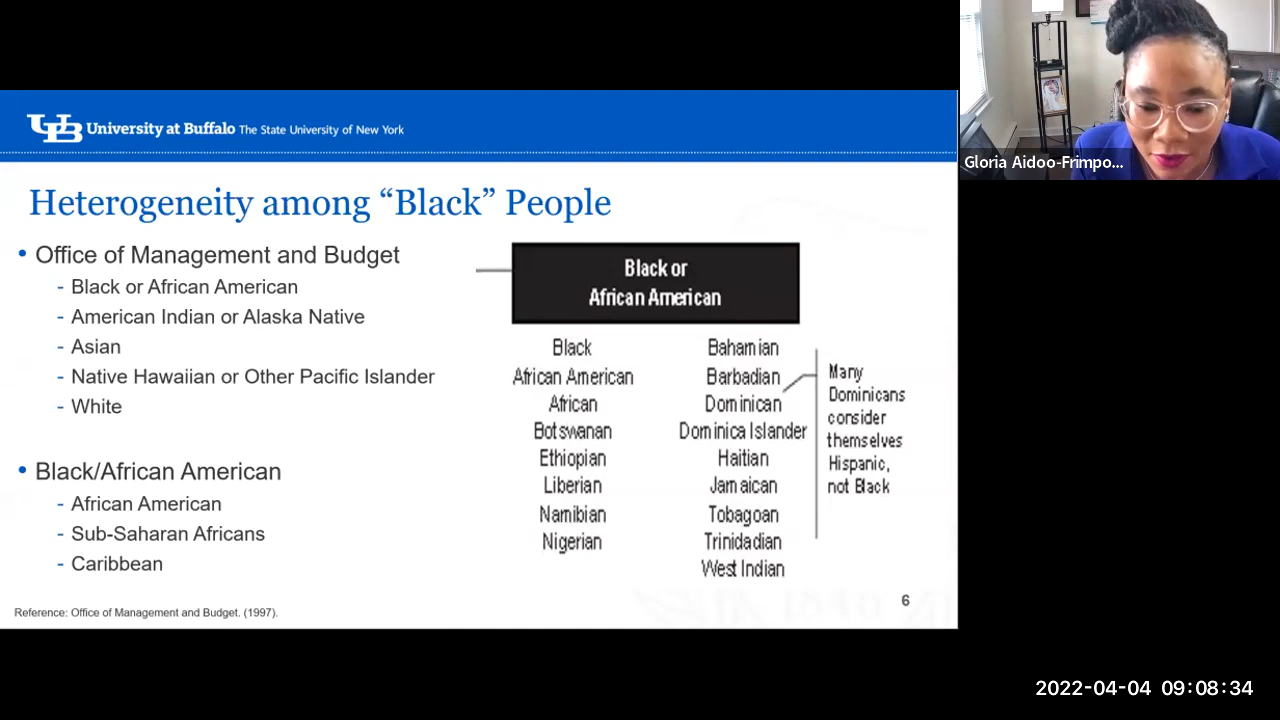 UB University at Buffalo The State University of New York
Gloria Aidoo-Frimpo...
Heterogeneity among “Black” People
• Office of Management and Budget
- Black or African American
- American Indian or Alaska Native
- Asian
- Native Hawaiian or Other Pacific Islander
- White
• Black/African American
- African American
- Sub-Saharan Africans
- Caribbean
Black or
African American
Black
African American
African
Botswanan
Ethiopian
Liberian
Namibian
Nigerian
Bahamian
Barbadian
Dominican
Dominica Islander
Haitian
Jamaican
Tobagoan
Trinidadian
West Indian
Many
Dominicans
consider
themselves
Hispanic,
not Black
Reference: Office of Management and Budget. (1997).
6
2022-04-04 09:08:34